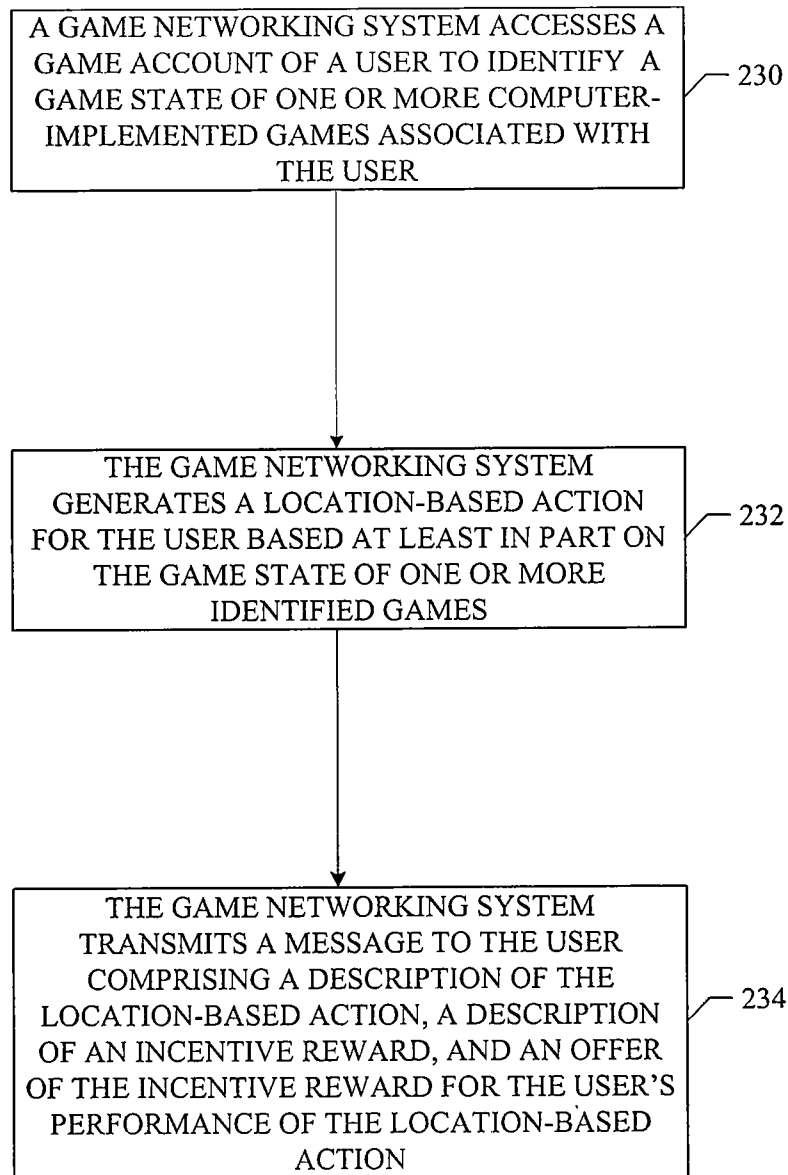 A GAME NETWORKING SYSTEM ACCESSES A
GAME ACCOUNT OF A USER TO IDENTIFY A
GAME STATE OF ONE OR MORE COMPUTER-
IMPLEMENTED GAMES ASSOCIATED WITH
THE USER
230
THE GAME NETWORKING SYSTEM
GENERATES A LOCATION-BASED ACTION
FOR THE USER BASED AT LEAST IN PART ON
THE GAME STATE OF ONE OR MORE
IDENTIFIED GAMES
232
THE GAME NETWORKING SYSTEM
TRANSMITS A MESSAGE TO THE USER
COMPRISING A DESCRIPTION OF THE
LOCATION-BASED ACTION, A DESCRIPTION
OF AN INCENTIVE REWARD, AND AN OFFER
OF THE INCENTIVE REWARD FOR THE USER'S
PERFORMANCE OF THE LOCATION-BASED
ACTION
234